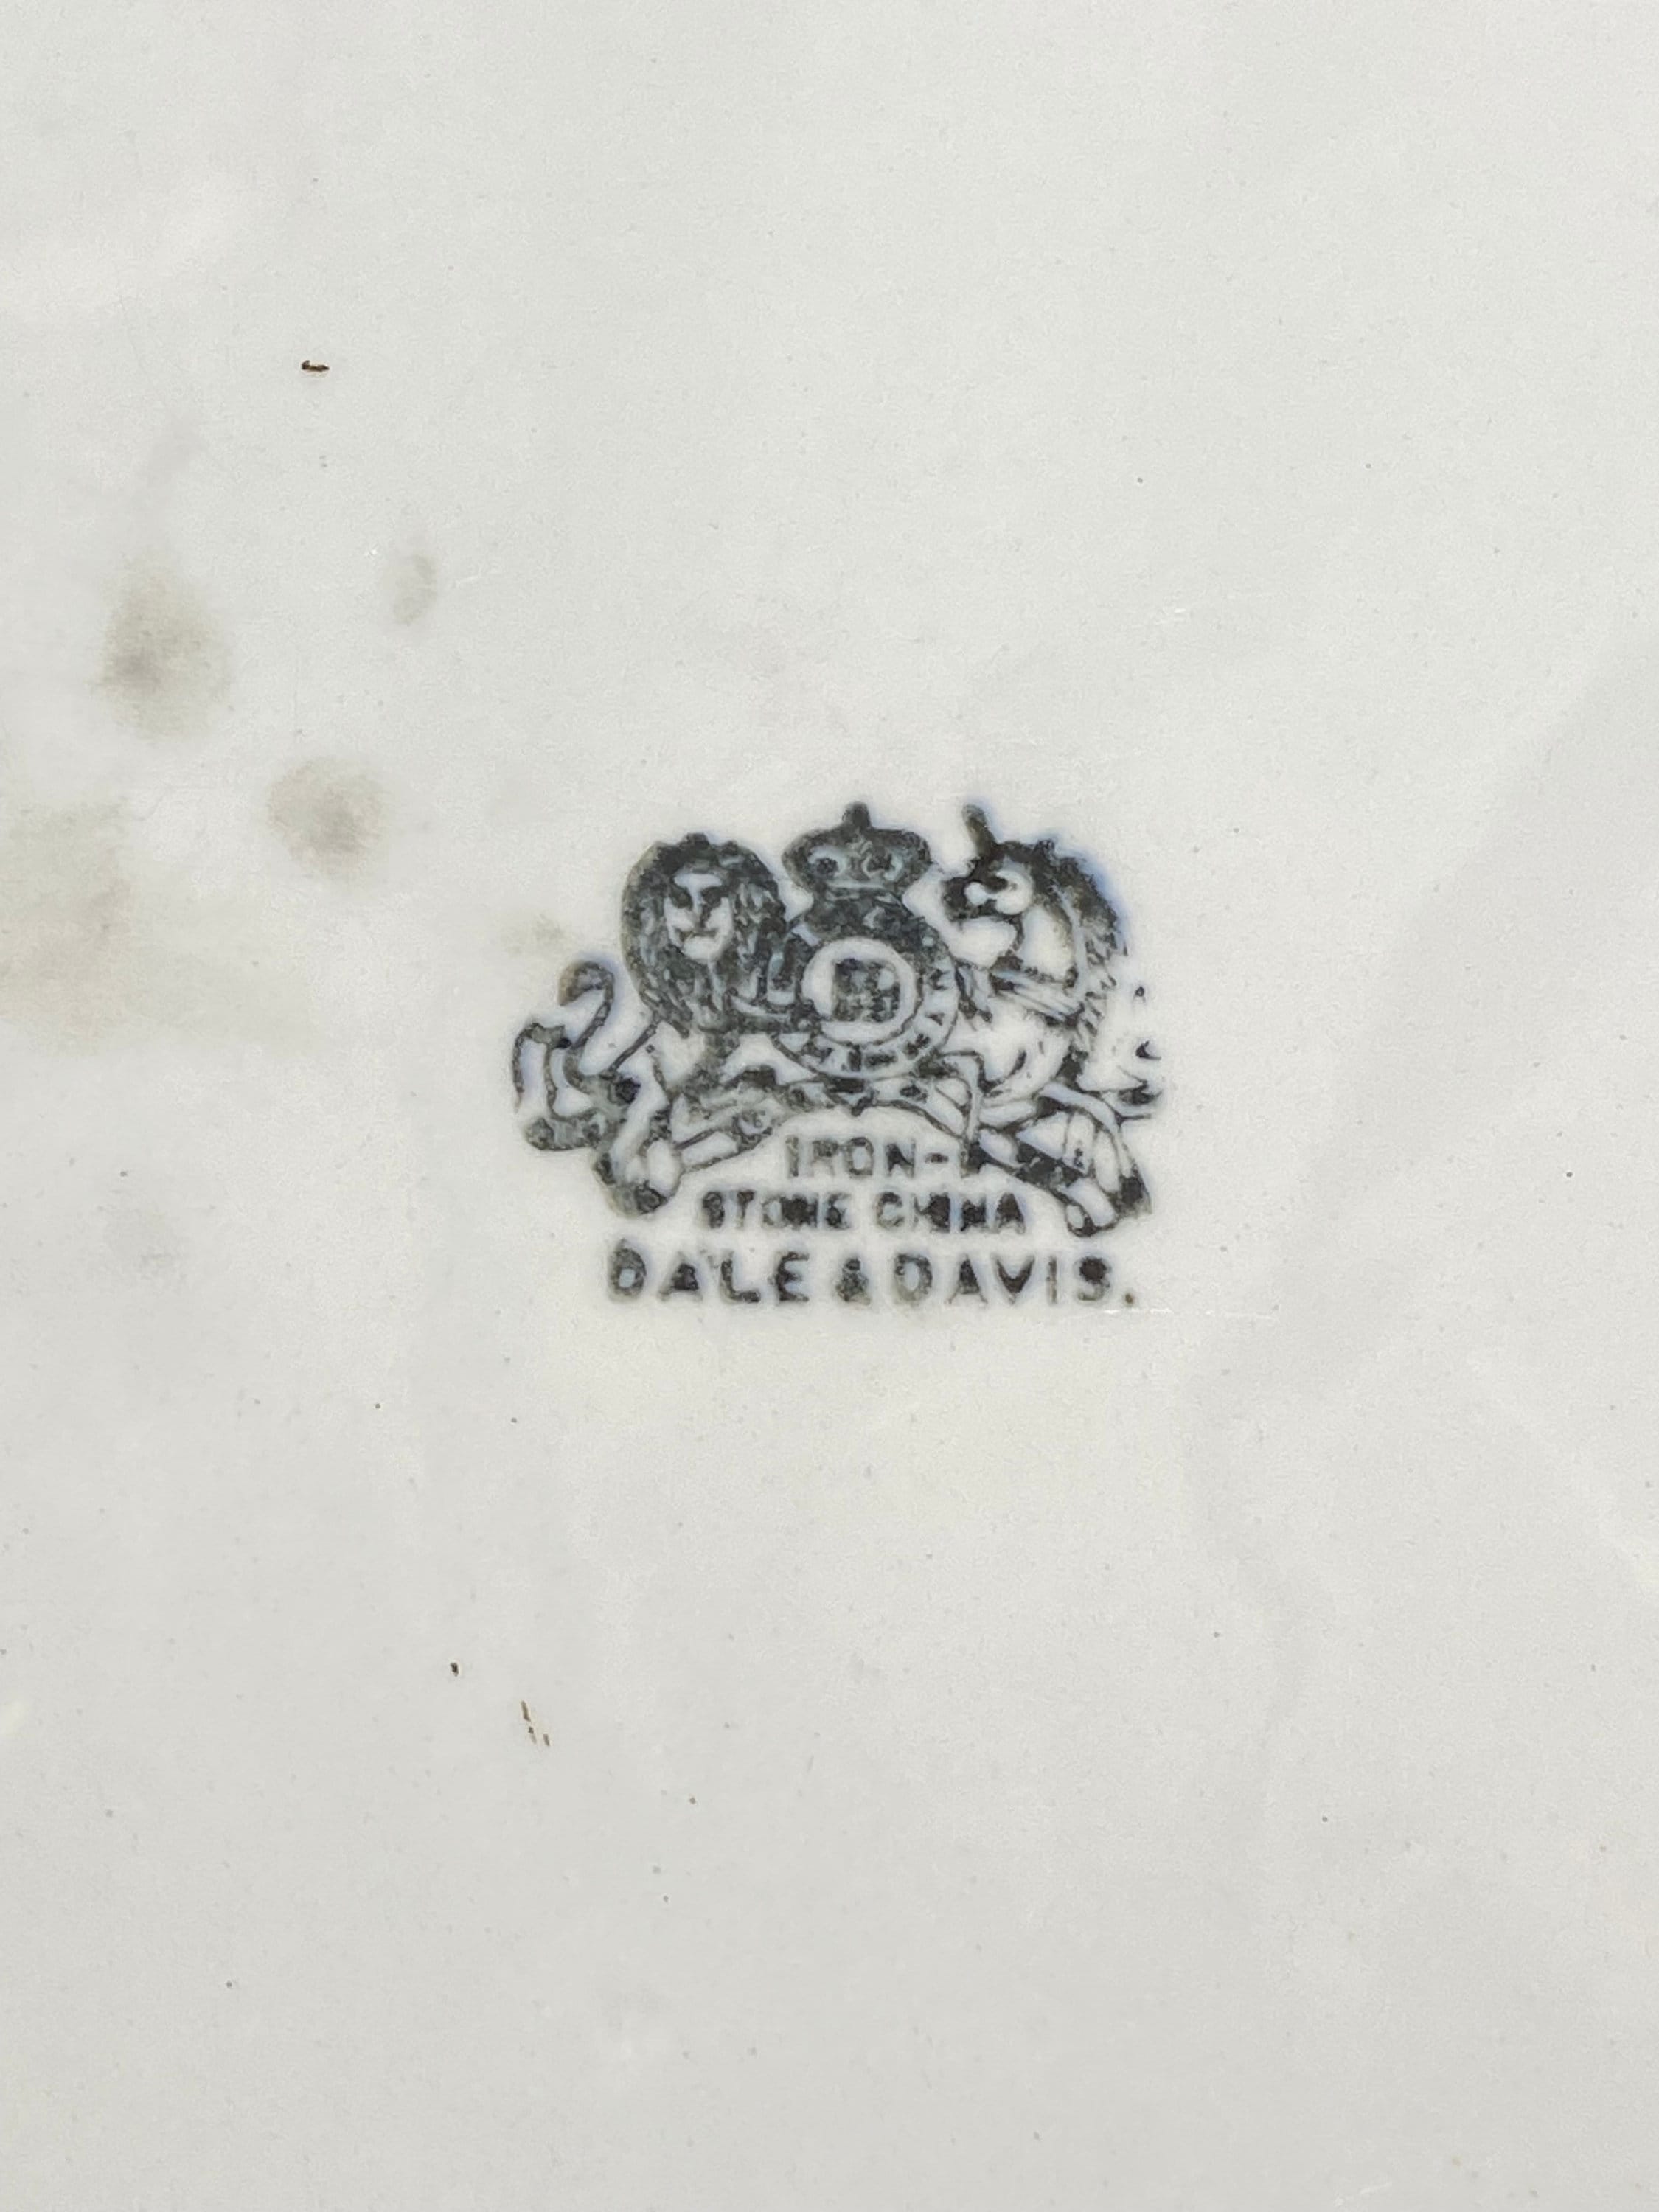 IRON-
STONE CHINA
DALE & DAVIS.